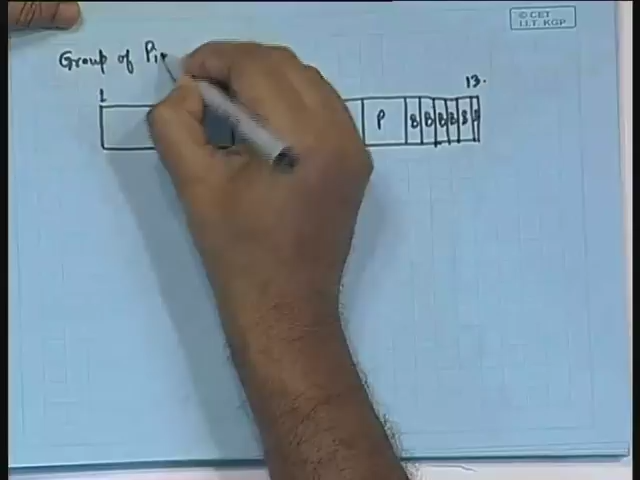 © CET
I.I.T. KGP
Group of Pi
1 13.
P B B B B B P